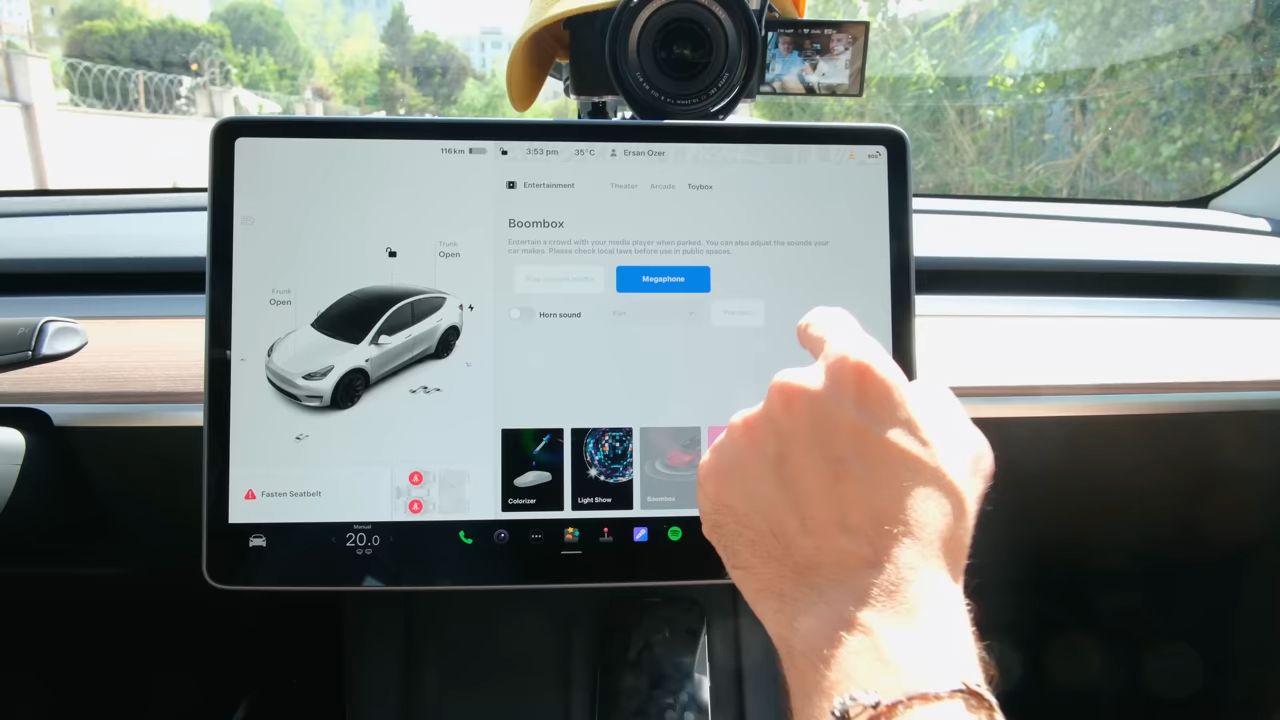 116 km
3:53 pm
35°C
Ersan Ozer
SOS
Entertainment
Theater
Arcade
Toybox
Boombox
Entertain a crowd with your media player when parked. You can also adjust the sounds your
car makes. Please check local laws before use in public spaces.
Megaphone
Horn sound
Fart
Trunk
Open
Frunk
Open
Fasten Seatbelt
Colorizer
Light Show
Boombox
Manual
20.0